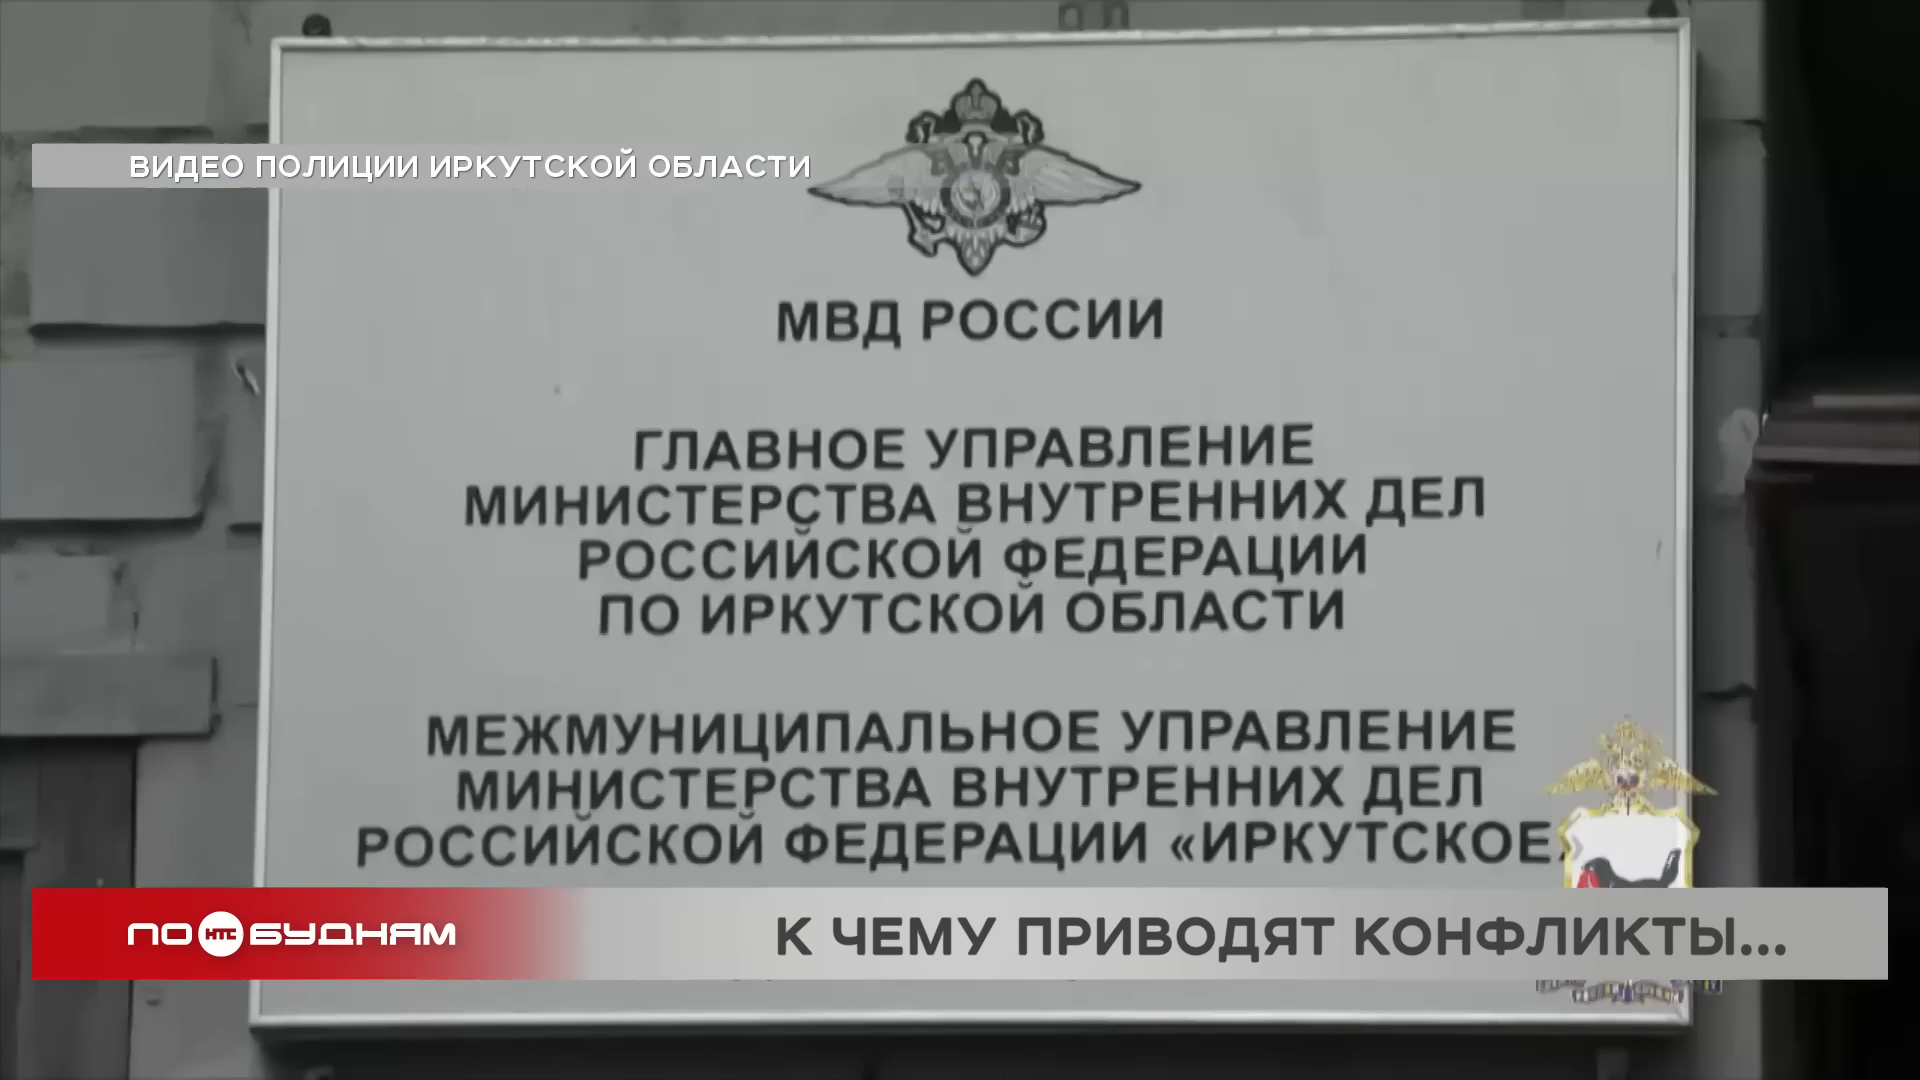 ВИДЕО ПОЛИЦИИ ИРКУТСКОЙ ОБЛАСТИ
МВД РОССИИ
ГЛАВНОЕ УПРАВЛЕНИЕ
МИНИСТЕРСТВА ВНУТРЕННИХ ДЕЛ
РОССИЙСКОЙ ФЕДЕРАЦИИ
ПО ИРКУТСКОЙ ОБЛАСТИ
МЕЖМУНИЦИПАЛЬНОЕ УПРАВЛЕНИЕ
МИНИСТЕРСТВА ВНУТРЕННИХ ДЕЛ
РОССИЙСКОЙ ФЕДЕРАЦИИ «ИРКУТСКОЕ»
ПО НТС БУДНЯМ
К ЧЕМУ ПРИВОДЯТ КОНФЛИКТЫ...